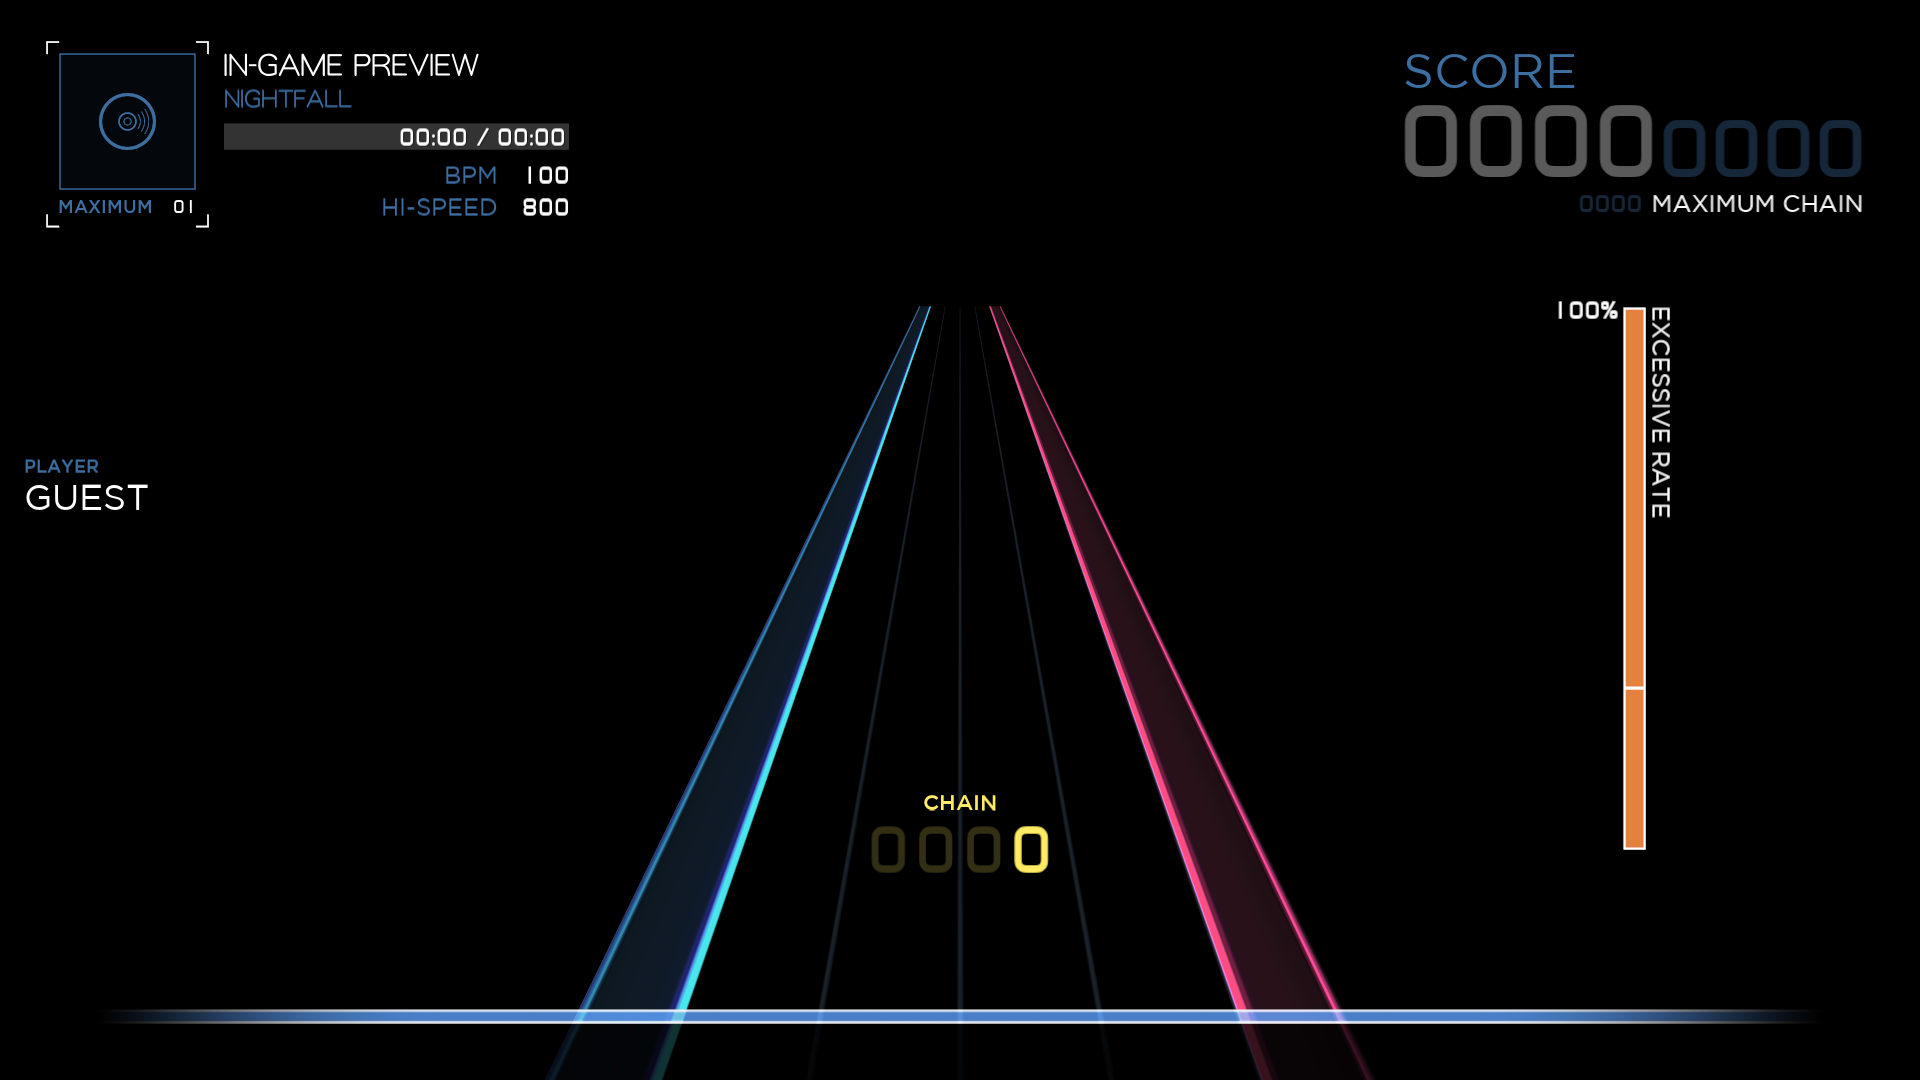 IN-GAME PREVIEW
NIGHTFALL
00:00 / 00:00
BPM 100
HI-SPEED 800
MAXIMUM 01
SCORE
00000000
0000 MAXIMUM CHAIN
100%
EXCESSIVE RATE
PLAYER
GUEST
CHAIN
0000